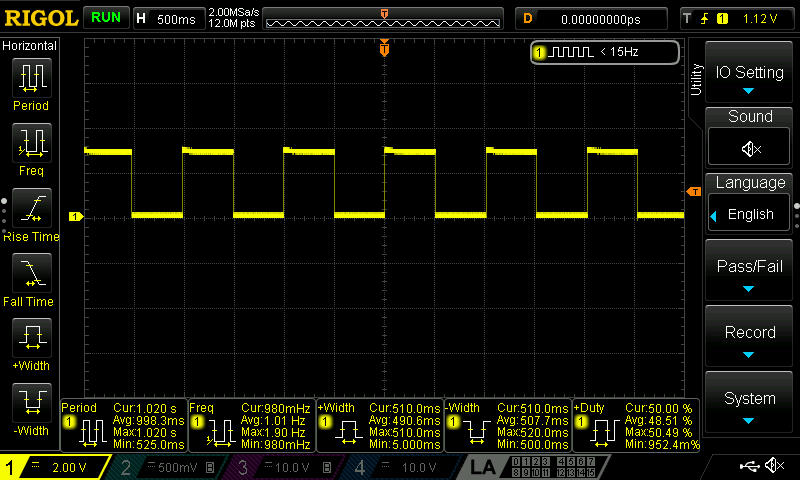 RIGOL RUN H 500ms 2.00MSa/s 12.0M pts D 0.00000000ps T 1 1.12 V
Horizontal
T
1 < 15Hz
Utility
Period
Freq
Rise Time
Fall Time
+Width
-Width
T
1
IO Setting
Sound
Language
English
Pass/Fail
Record
System
Period
1
Cur:1.020 s
Avg:998.3ms
Max:1.020 s
Min:525.0ms
Freq
1
Cur:980mHz
Avg:1.01 Hz
Max:1.90 Hz
Min:980mHz
+Width
1
Cur:510.0ms
Avg:490.6ms
Max:510.0ms
Min:5.000ms
-Width
1
Cur:510.0ms
Avg:507.7ms
Max:520.0ms
Min:500.0ms
+Duty
1
Cur:50.00 %
Avg:48.51 %
Max:50.49 %
Min:952.4m%
1 2.00 V
2 500mV B
3 10.0 V B
4 10.0 V
LA
0 1 2 3 4 5 6 7
8 9 10 11 12 13 14 15